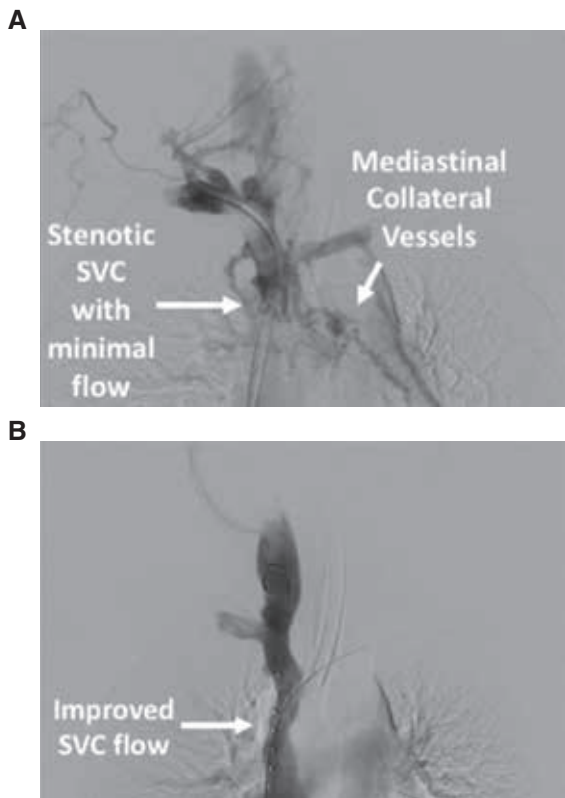 A
Mediastinal
Collateral
Vessels
Stenotic
SVC
with
minimal
flow
B
Improved
SVC flow